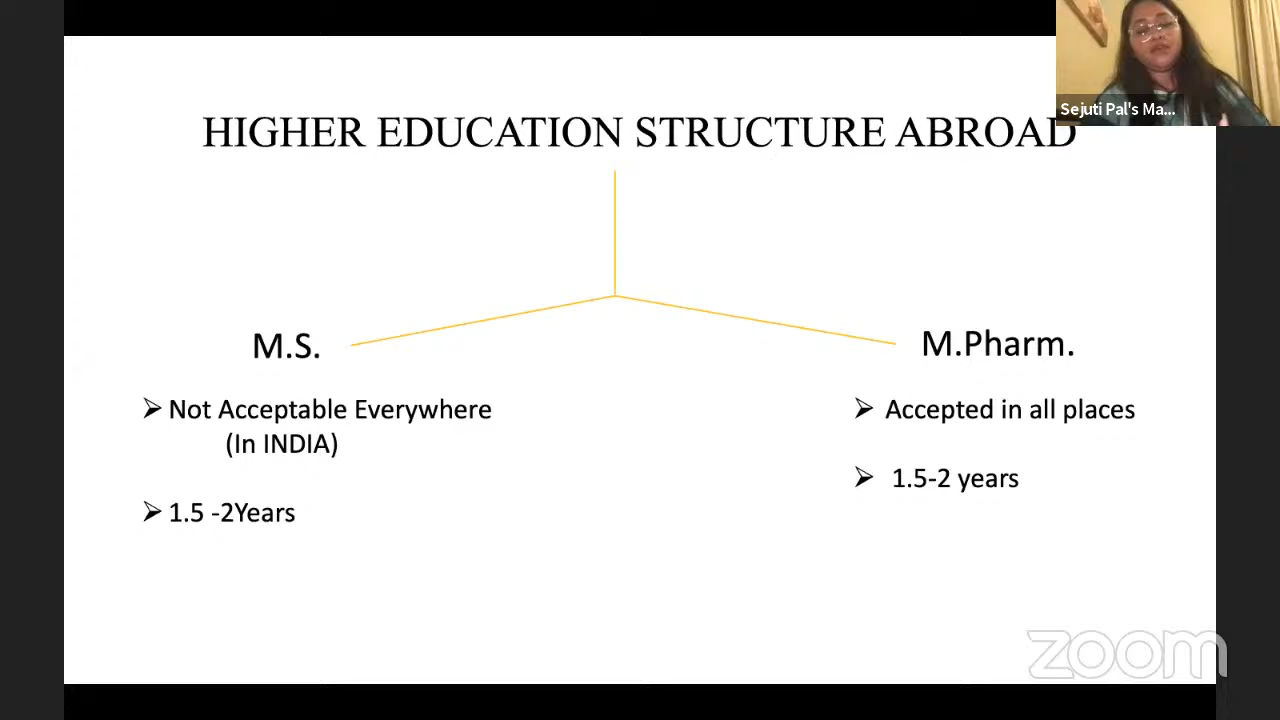 Sejuti Pal's Ma...
HIGHER EDUCATION STRUCTURE ABROAD
M.S.
➢ Not Acceptable Everywhere
(In INDIA)
➢ 1.5 -2Years
M.Pharm.
➢ Accepted in all places
➢ 1.5-2 years
zoom